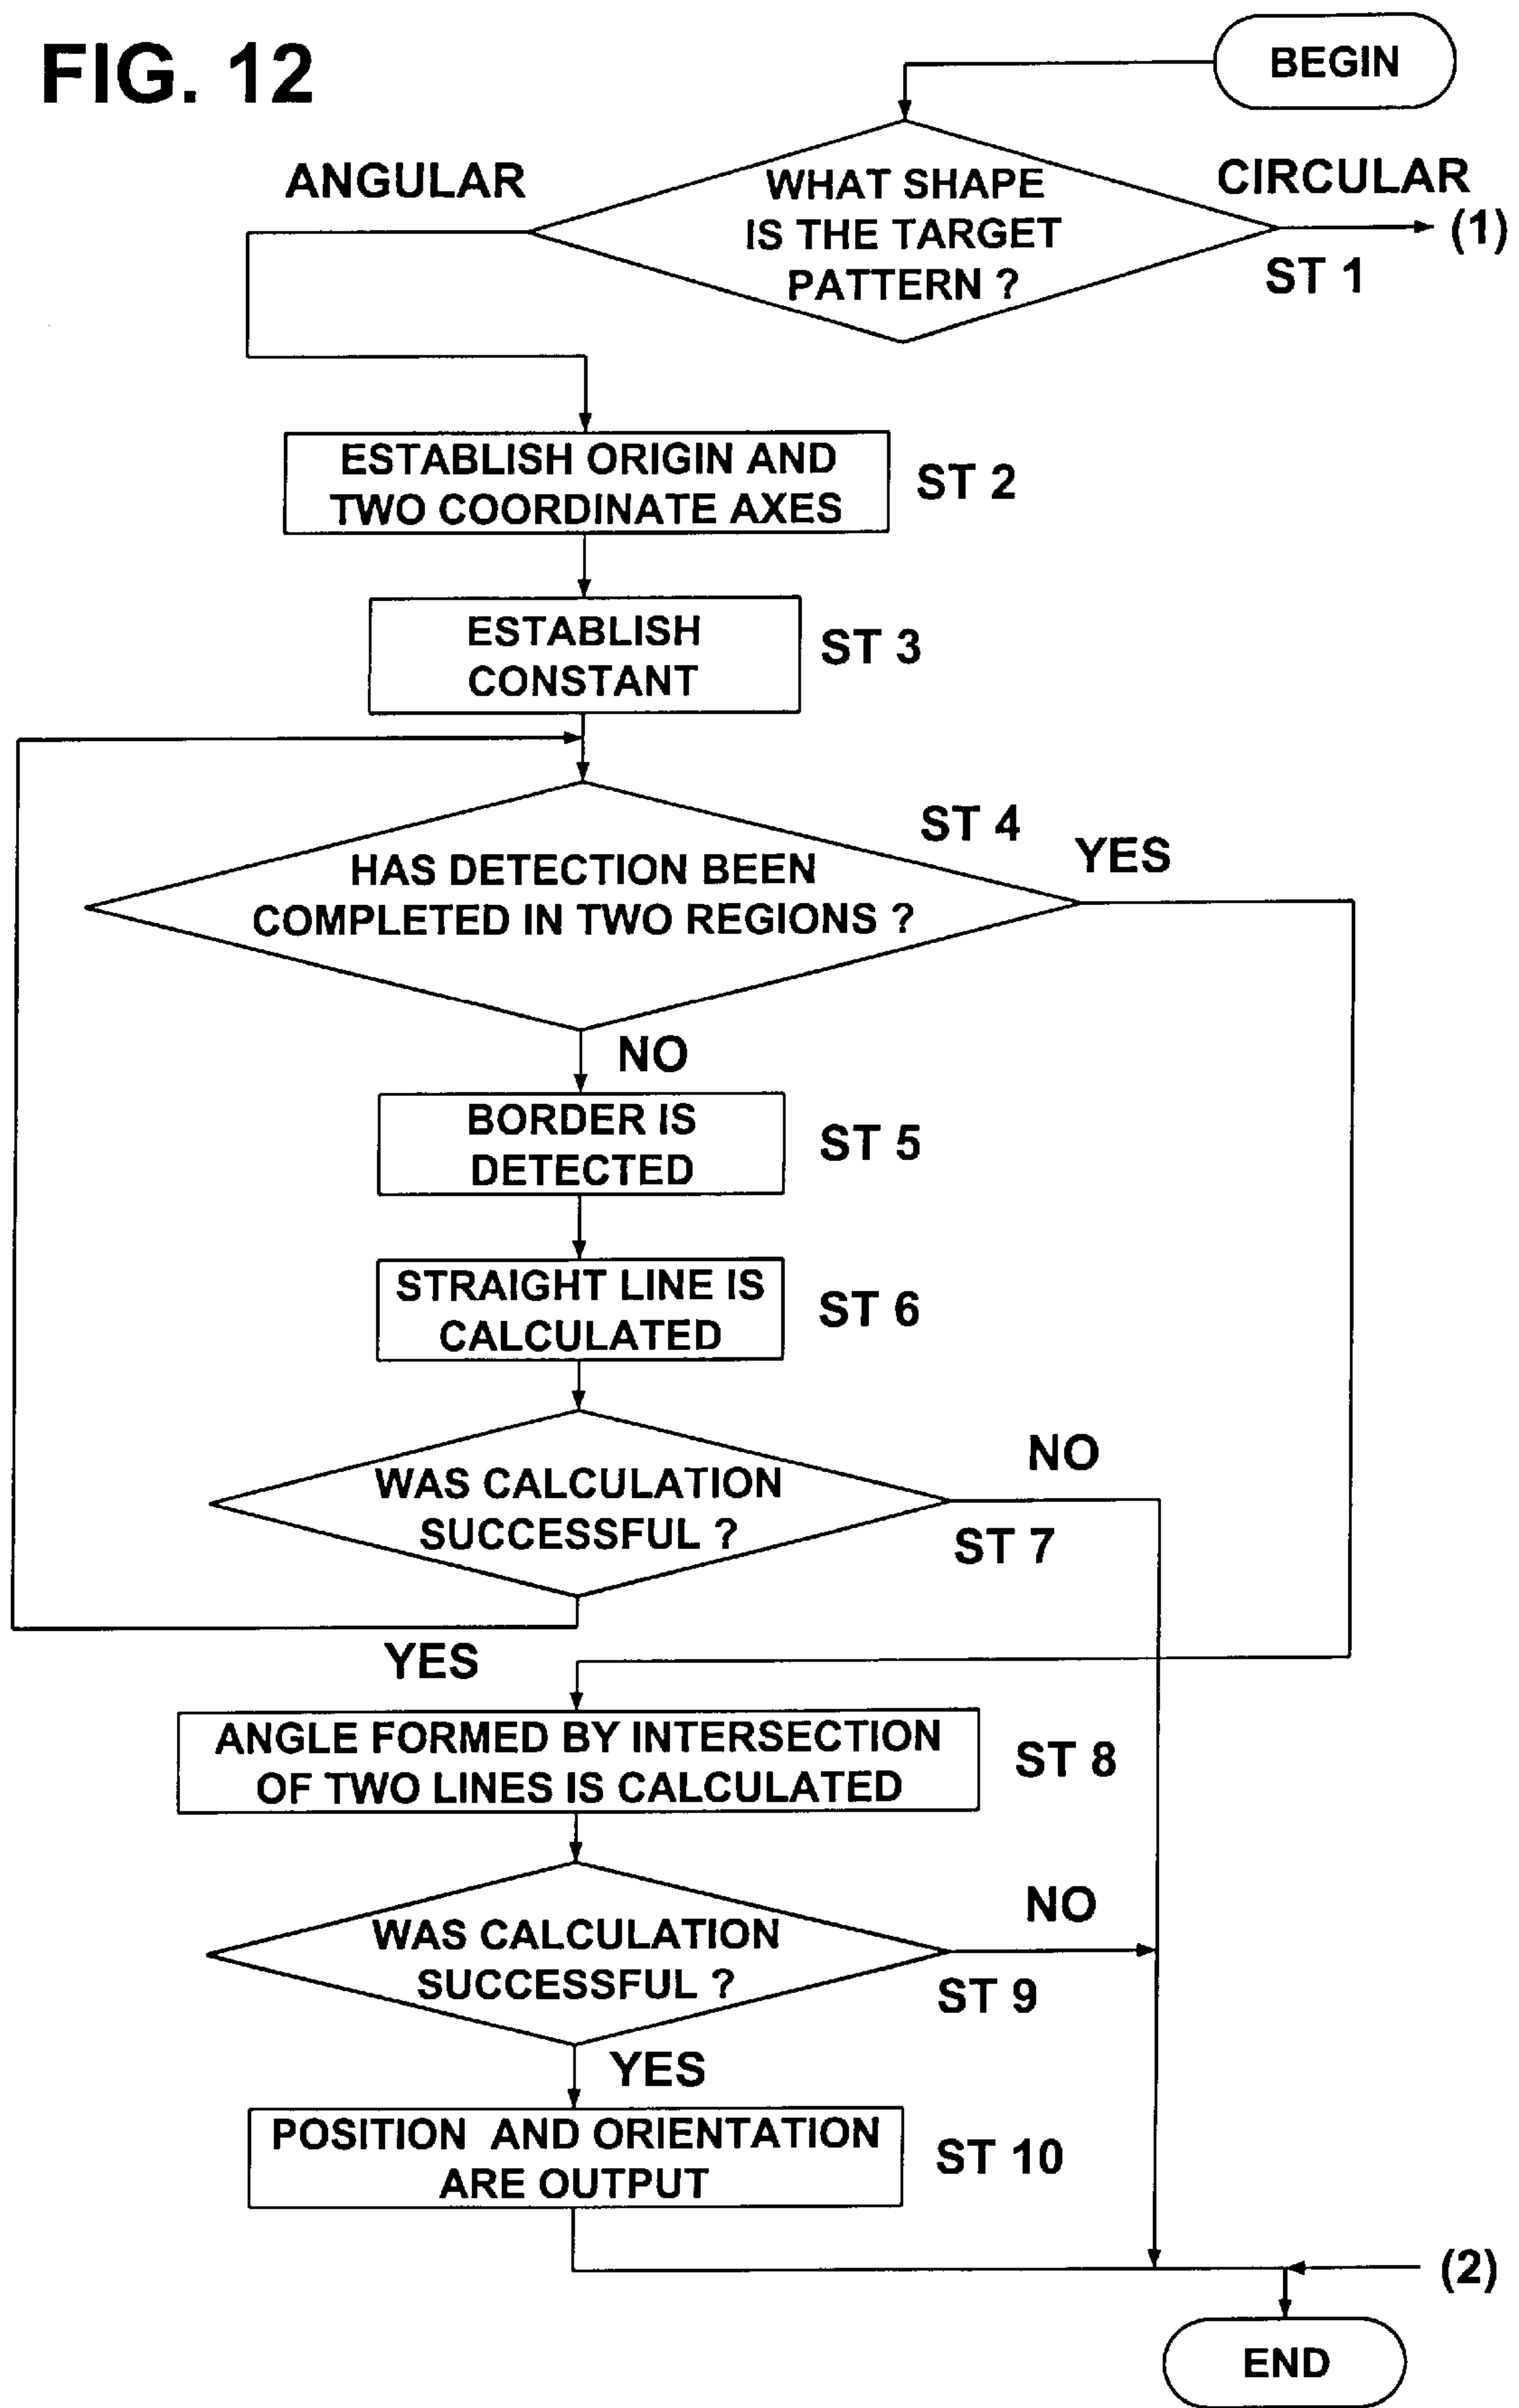 FIG. 12
BEGIN
ANGULAR
WHAT SHAPE
IS THE TARGET
PATTERN ?
CIRCULAR
(1)
ST 1
ESTABLISH ORIGIN AND
TWO COORDINATE AXES
ST 2
ESTABLISH
CONSTANT
ST 3
ST 4
YES
HAS DETECTION BEEN
COMPLETED IN TWO REGIONS ?
NO
BORDER IS
DETECTED
ST 5
STRAIGHT LINE IS
CALCULATED
ST 6
NO
WAS CALCULATION
SUCCESSFUL ?
ST 7
YES
ANGLE FORMED BY INTERSECTION
OF TWO LINES IS CALCULATED
ST 8
NO
WAS CALCULATION
SUCCESSFUL ?
ST 9
YES
POSITION AND ORIENTATION
ARE OUTPUT
ST 10
(2)
END